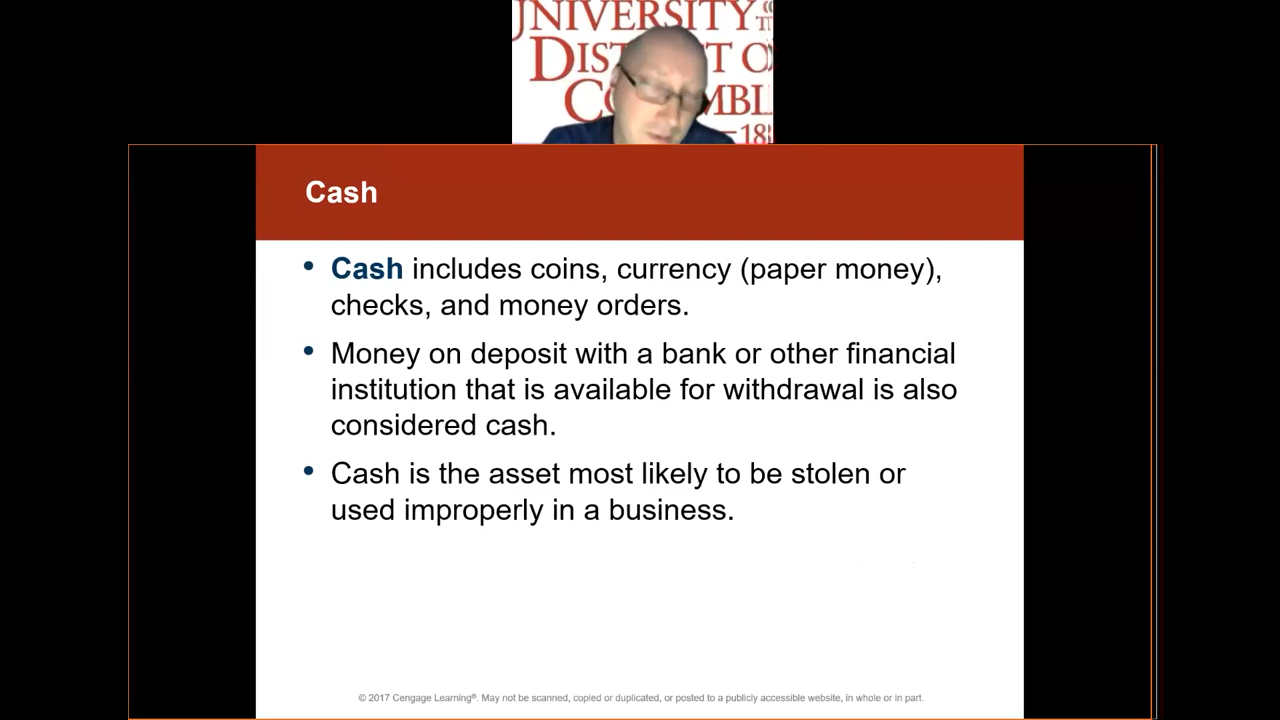 UNIVERSITY
DIST T O
C MBI
–18
Cash
• Cash includes coins, currency (paper money),
checks, and money orders.
• Money on deposit with a bank or other financial
institution that is available for withdrawal is also
considered cash.
• Cash is the asset most likely to be stolen or
used improperly in a business.
© 2017 Cengage Learning®. May not be scanned, copied or duplicated, or posted to a publicly accessible website, in whole or in part.